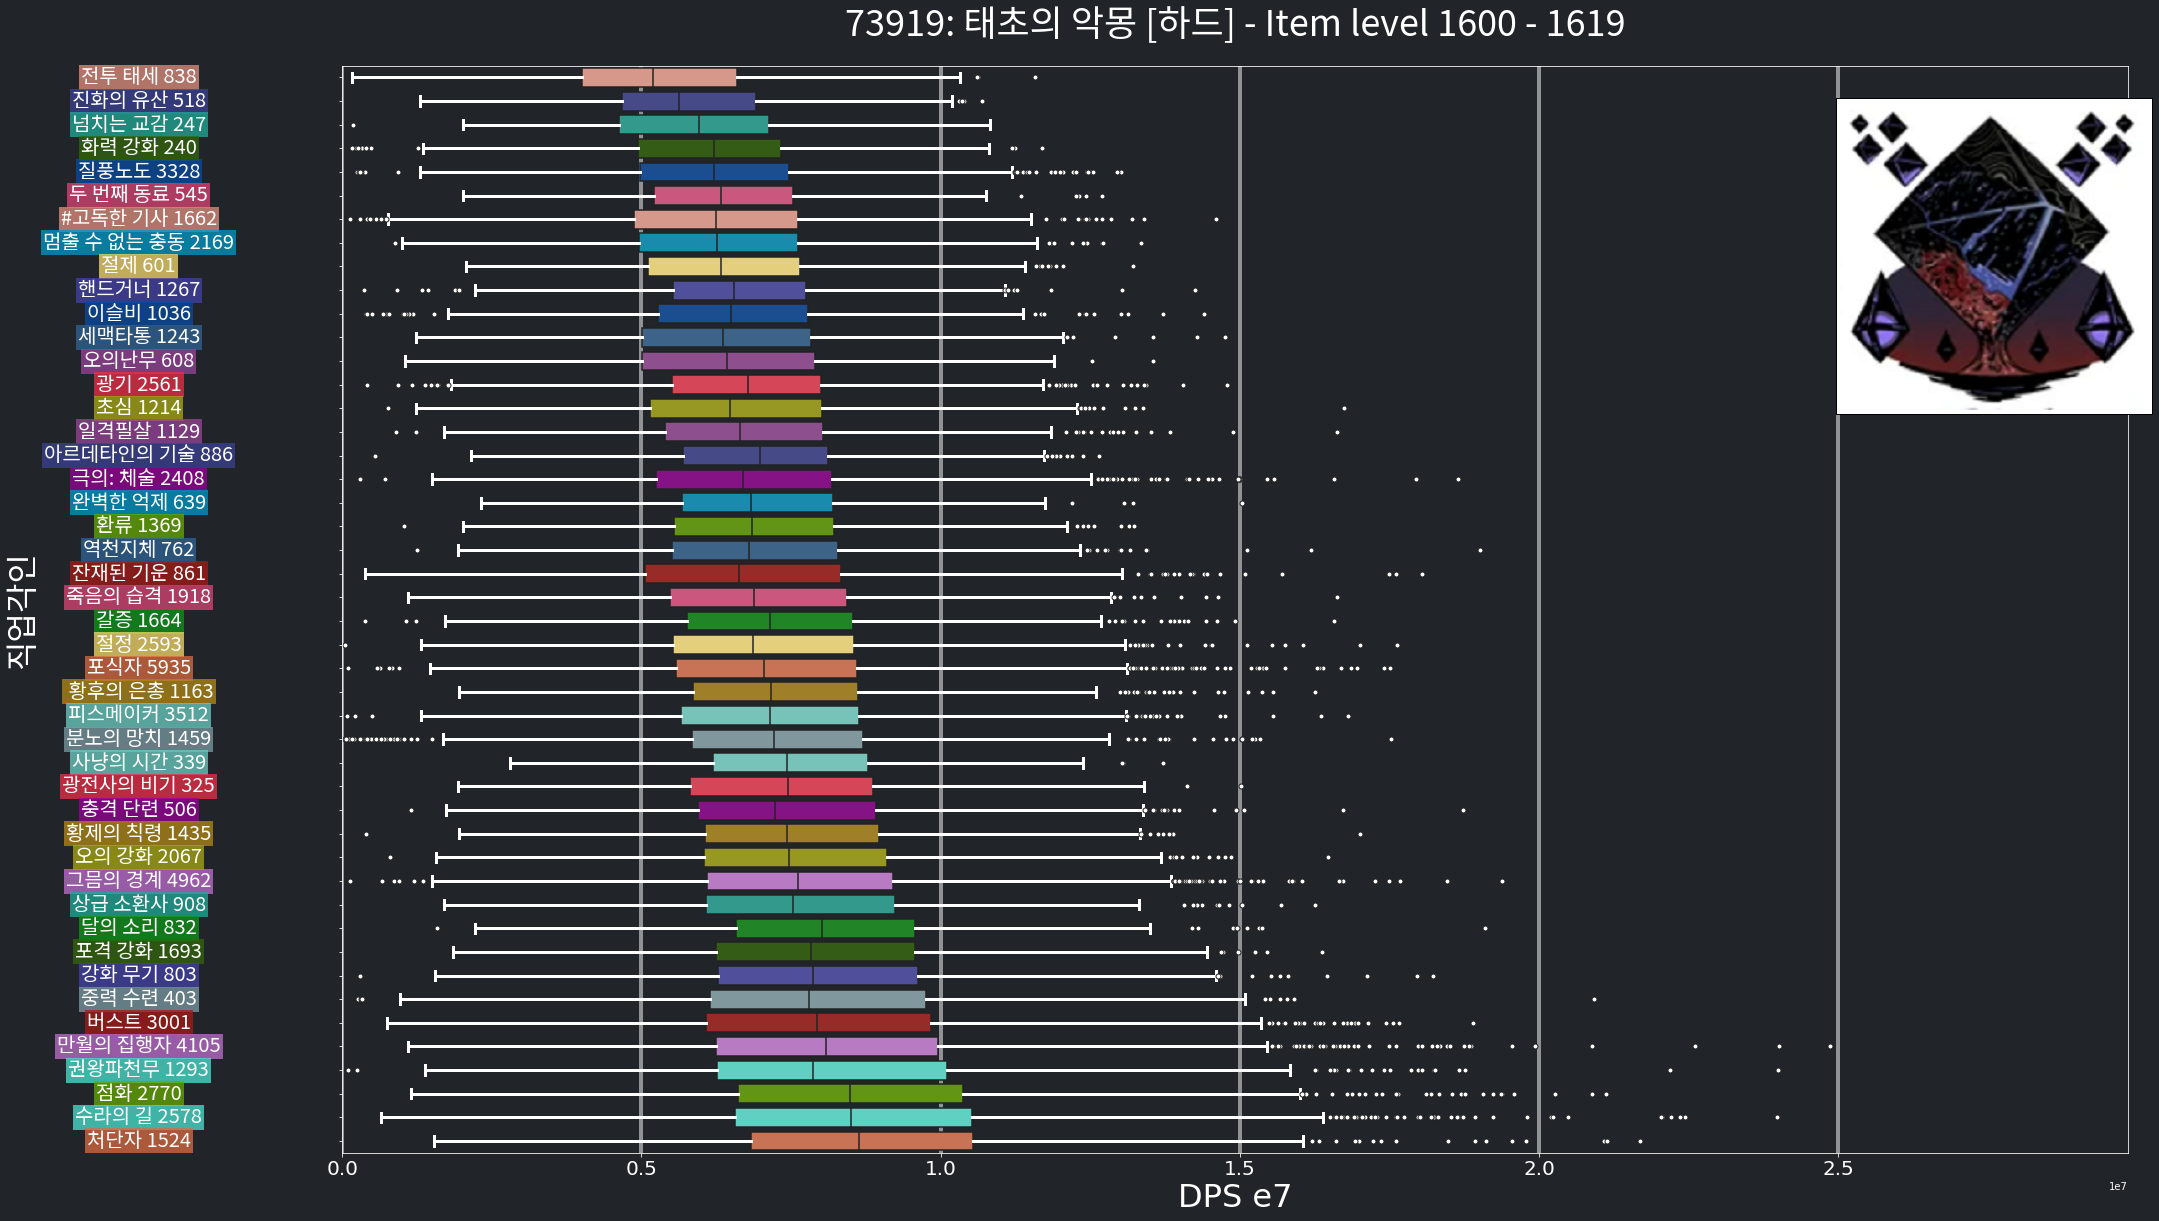 73919: 태초의 악몽 [하드] - Item level 1600 - 1619
전투 태세 838
진화의 유산 518
넘치는 교감 247
화력 강화 240
질풍노도 3328
두 번째 동료 545
#고독한 기사 1662
멈출 수 없는 충동 2169
절제 601
핸드거너 1267
이슬비 1036
세맥타통 1243
오의난무 608
광기 2561
초심 1214
일격필살 1129
아르데타인의 기술 886
극의: 체술 2408
완벽한 억제 639
환류 1369
역천지체 762
잔재된 기운 861
죽음의 습격 1918
갈증 1664
절정 2593
포식자 5935
황후의 은총 1163
피스메이커 3512
분노의 망치 1459
사냥의 시간 339
광전사의 비기 325
충격 단련 506
황제의 칙령 1435
오의 강화 2067
그믐의 경계 4962
상급 소환사 908
달의 소리 832
포격 강화 1693
강화 무기 803
중력 수련 403
버스트 3001
만월의 집행자 4105
권왕파천무 1293
점화 2770
수라의 길 2578
처단자 1524
직업각인
0.0 0.5 1.0 1.5 2.0 2.5
DPS e7
1e7